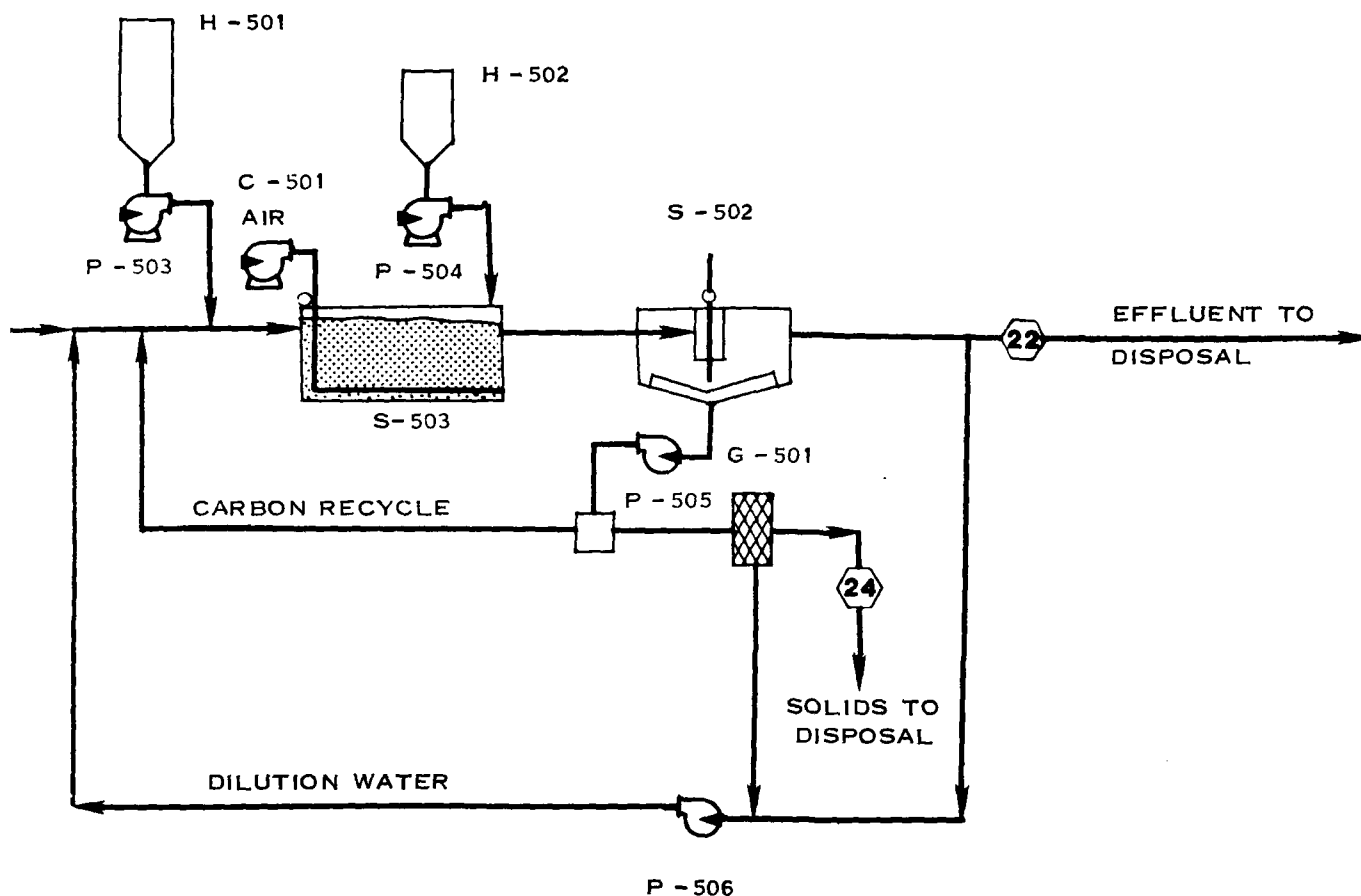 H - 501
H - 502
C - 501
AIR
S - 502
P - 503
P - 504
EFFLUENT TO
DISPOSAL
22
S - 503
G - 501
P - 505
CARBON RECYCLE
24
SOLIDS TO
DISPOSAL
DILUTION WATER
P - 506